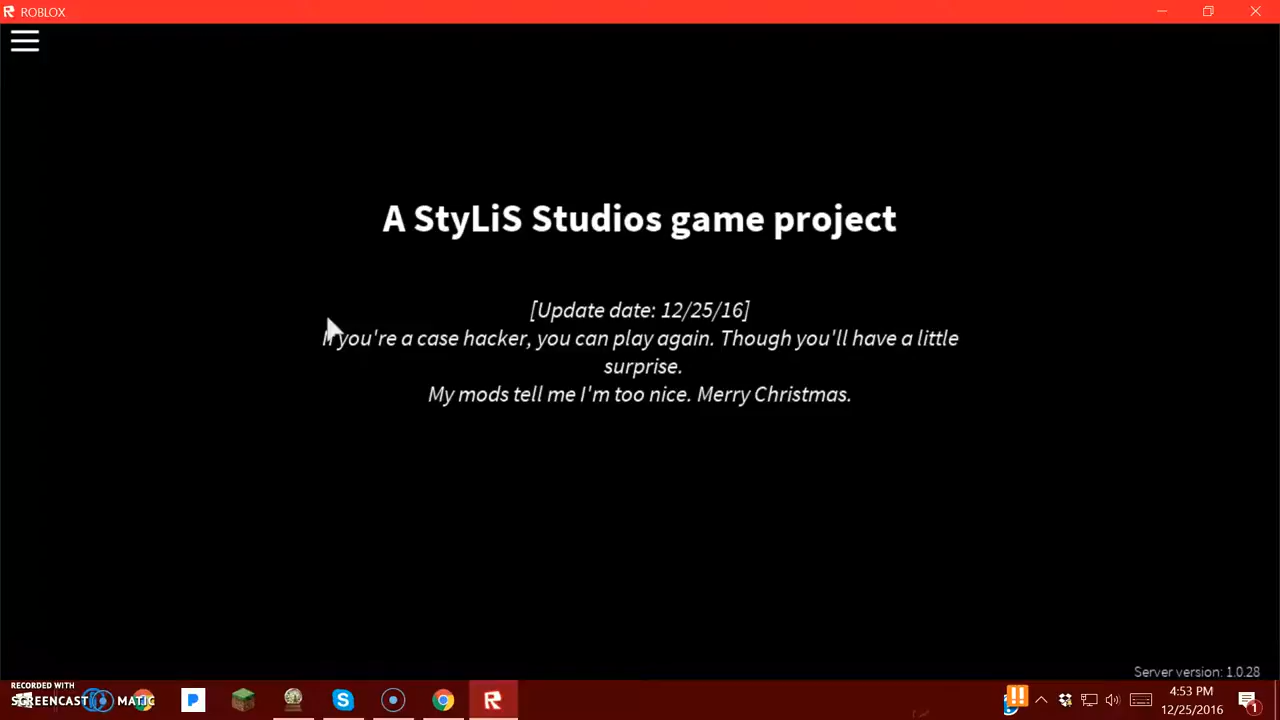 ROBLOX
A StyLiS Studios game project
[Update date: 12/25/16]
If you're a case hacker, you can play again. Though you'll have a little
surprise.
My mods tell me I'm too nice. Merry Christmas.
Server version: 1.0.28
RECORDED WITH
SCREENCAST MATIC
4:53 PM
12/25/2016
1